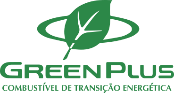 GREENPLUS
COMBUSTÍVEL DE TRANSIÇÃO ENERGÉTICA